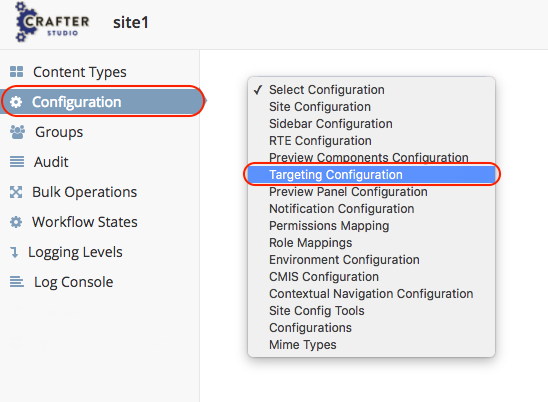 CRAFTER
STUDIO
site1
Content Types
Configuration
Groups
Audit
Bulk Operations
Workflow States
Logging Levels
Log Console
✓ Select Configuration
Site Configuration
Sidebar Configuration
RTE Configuration
Preview Components Configuration
Targeting Configuration
Preview Panel Configuration
Notification Configuration
Permissions Mapping
Role Mappings
Environment Configuration
CMIS Configuration
Contextual Navigation Configuration
Site Config Tools
Configurations
Mime Types